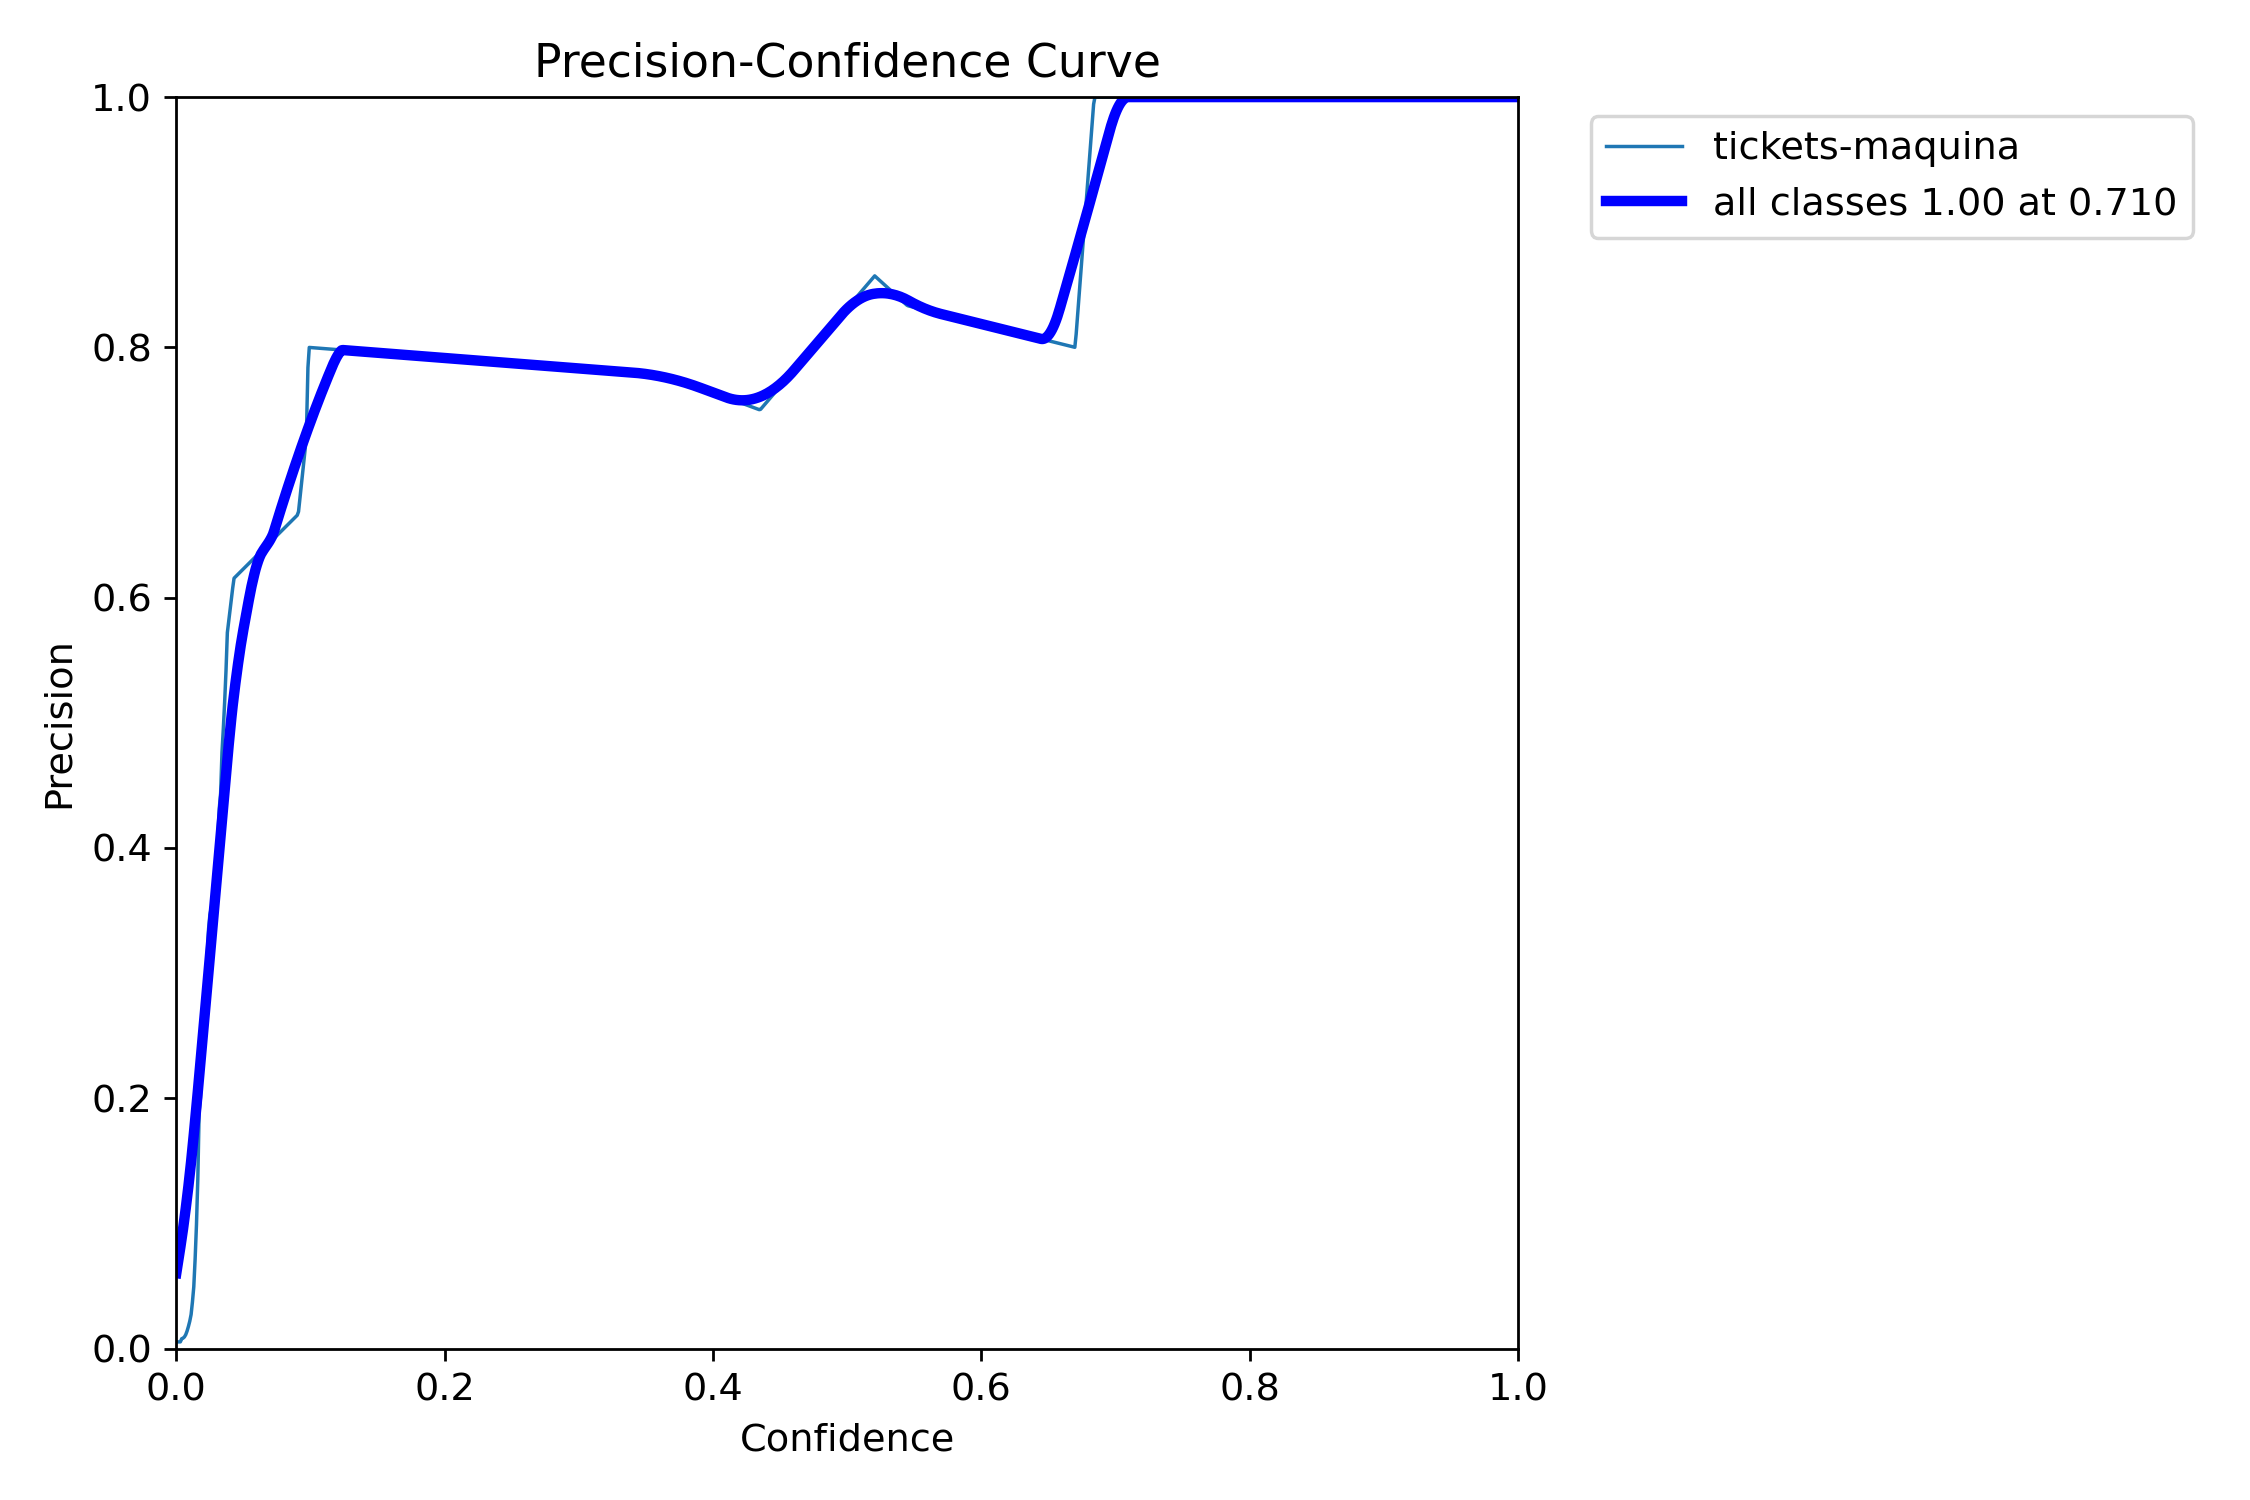 Precision-Confidence Curve
1.0
0.8
0.6
0.4
0.2
0.0
Precision
0.0 0.2 0.4 0.6 0.8 1.0
Confidence
tickets-maquina
all classes 1.00 at 0.710